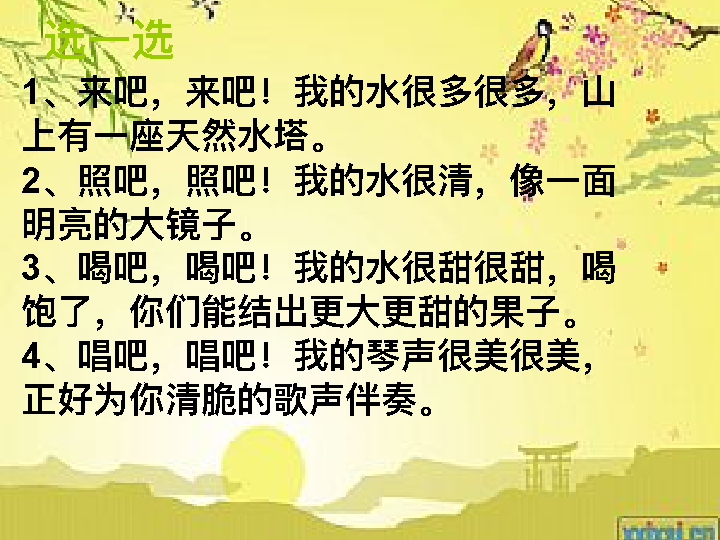 选一选
1、来吧，来吧！我的水很多很多，山
上有一座天然水塔。
2、照吧，照吧！我的水很清，像一面
明亮的大镜子。
3、喝吧，喝吧！我的水很甜很甜，喝
饱了，你们能结出更大更甜的果子。
4、唱吧，唱吧！我的琴声很美很美，
正好为你清脆的歌声伴奏。